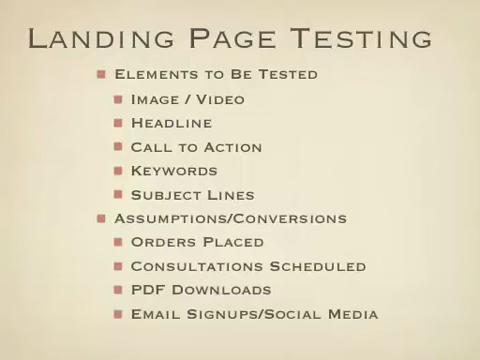 Landing Page Testing
Elements to Be Tested
Image / Video
Headline
Call to Action
Keywords
Subject Lines
Assumptions/Conversions
Orders Placed
Consultations Scheduled
PDF Downloads
Email Signups/Social Media